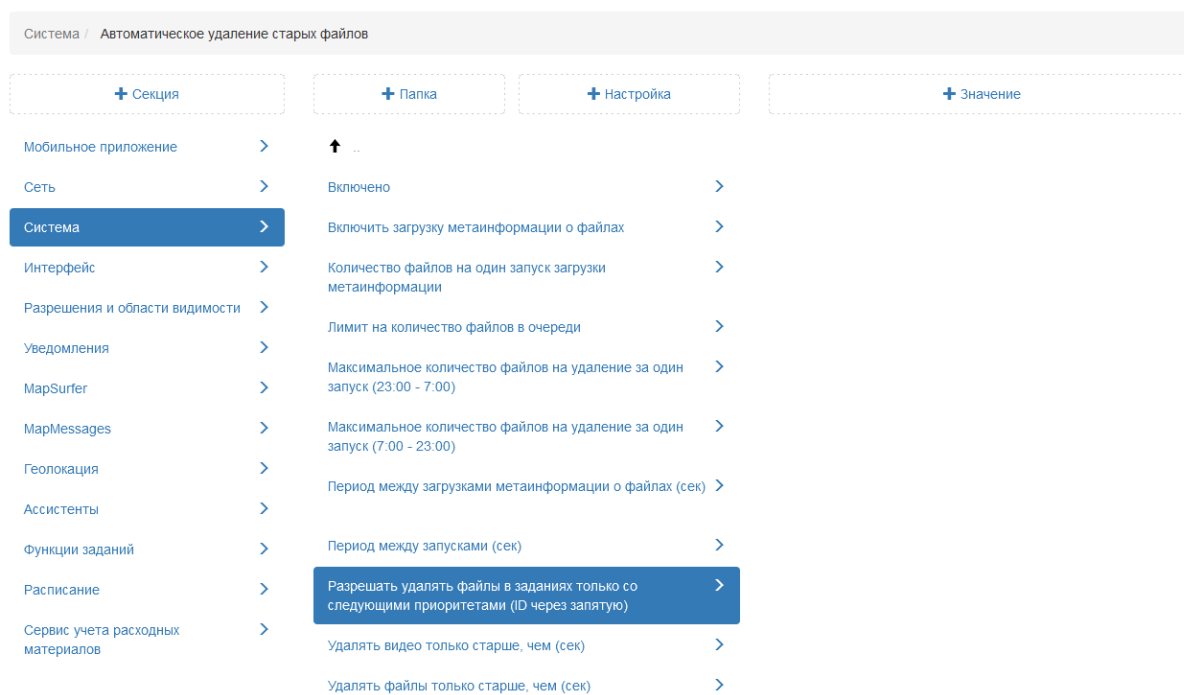 Система / Автоматическое удаление старых файлов
+ Секция
+ Папка
+ Настройка
+ Значение
Мобильное приложение
Сеть
Система
Интерфейс
Разрешения и области видимости
Уведомления
MapSurfer
MapMessages
Геолокация
Ассистенты
Функции заданий
Расписание
Сервис учета расходных
материалов
..
Включено
Включить загрузку метаинформации о файлах
Количество файлов на один запуск загрузки
метаинформации
Лимит на количество файлов в очереди
Максимальное количество файлов на удаление за один
запуск (23:00 - 7:00)
Максимальное количество файлов на удаление за один
запуск (7:00 - 23:00)
Период между загрузками метаинформации о файлах (сек)
Период между запусками (сек)
Разрешать удалять файлы в заданиях только со
следующими приоритетами (ID через запятую)
Удалять видео только старше, чем (сек)
Удалять файлы только старше, чем (сек)